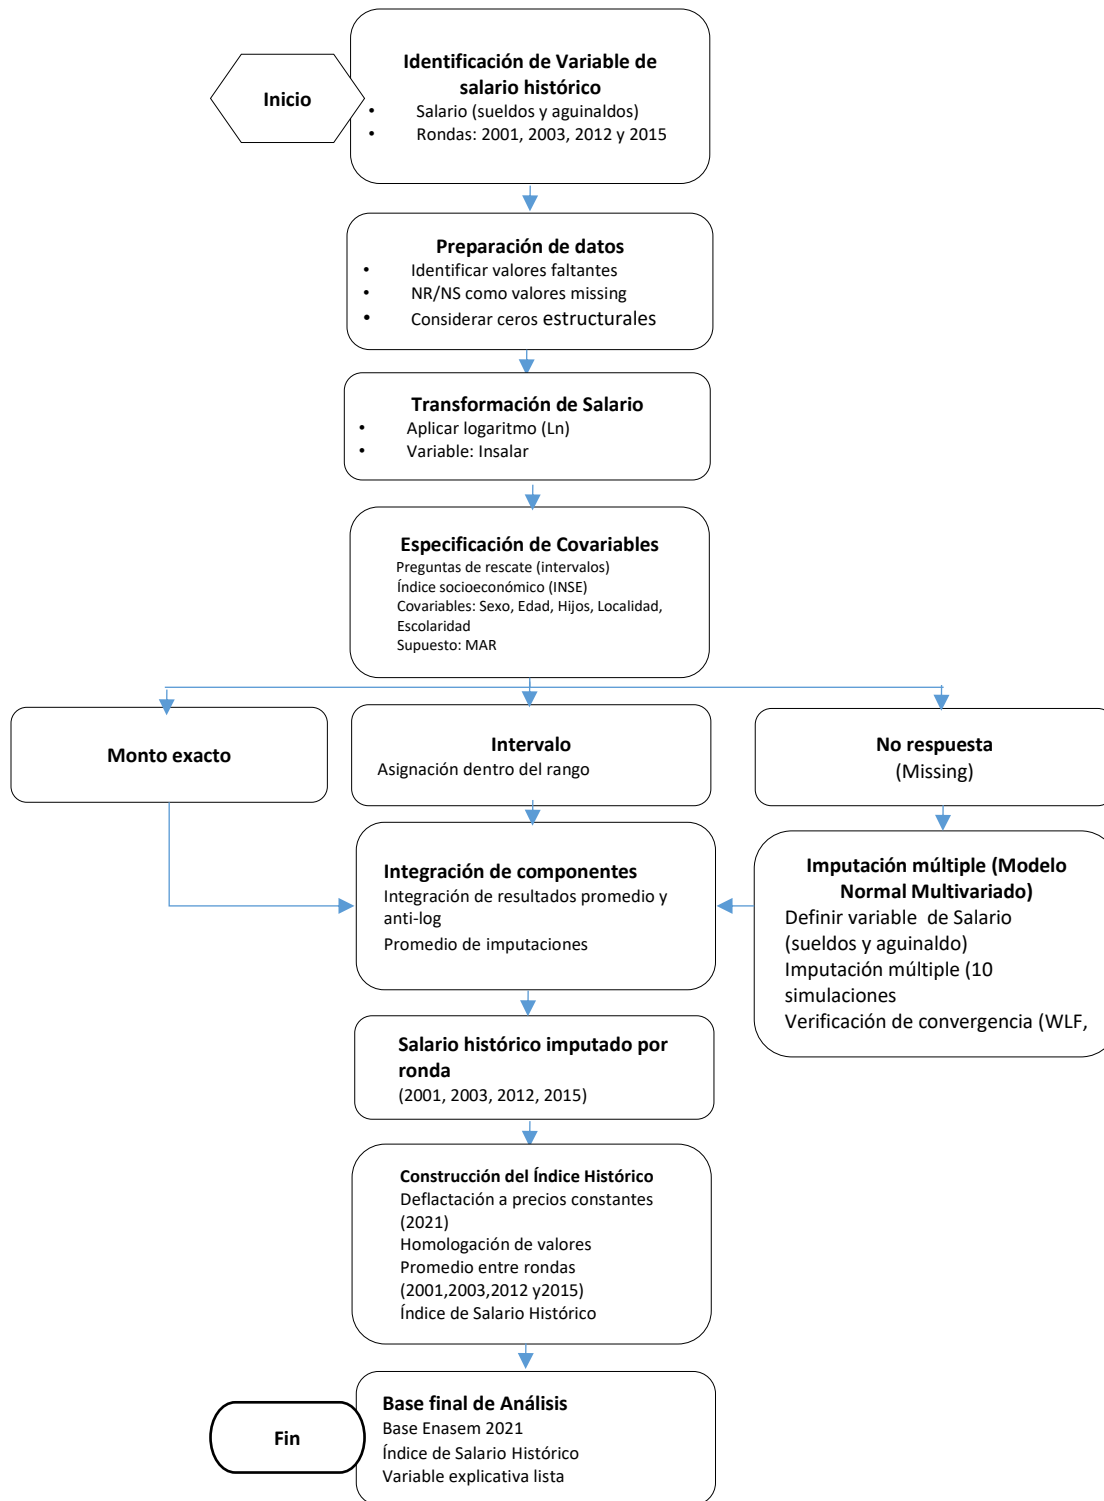 Inicio
Identificación de Variable de
salario histórico
• Salario (sueldos y aguinaldos)
• Rondas: 2001, 2003, 2012 y 2015
Preparación de datos
• Identificar valores faltantes
• NR/NS como valores missing
• Considerar ceros estructurales
Transformación de Salario
• Aplicar logaritmo (Ln)
• Variable: Insalar
Especificación de Covariables
Preguntas de rescate (intervalos)
Índice socioeconómico (INSE)
Covariables: Sexo, Edad, Hijos, Localidad,
Escolaridad
Supuesto: MAR
Monto exacto
Intervalo
Asignación dentro del rango
No respuesta
(Missing)
Integración de componentes
Integración de resultados promedio y
anti-log
Promedio de imputaciones
Imputación múltiple (Modelo
Normal Multivariado)
Definir variable de Salario
(sueldos y aguinaldo)
Imputación múltiple (10
simulaciones
Verificación de convergencia (WLF,
Salario histórico imputado por
ronda
(2001, 2003, 2012, 2015)
Construcción del Índice Histórico
Deflactación a precios constantes
(2021)
Homologación de valores
Promedio entre rondas
(2001,2003,2012 y2015)
Índice de Salario Histórico
Fin
Base final de Análisis
Base Enasem 2021
Índice de Salario Histórico
Variable explicativa lista